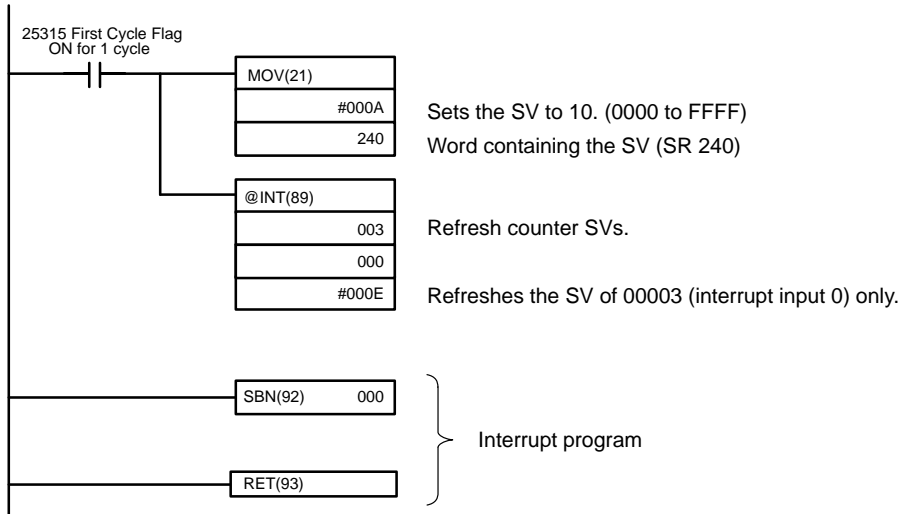 25315 First Cycle Flag
ON for 1 cycle
MOV(21)
#000A Sets the SV to 10. (0000 to FFFF)
240 Word containing the SV (SR 240)
@INT(89)
003 Refresh counter SVs.
000
#000E Refreshes the SV of 00003 (interrupt input 0) only.
SBN(92) 000
Interrupt program
RET(93)